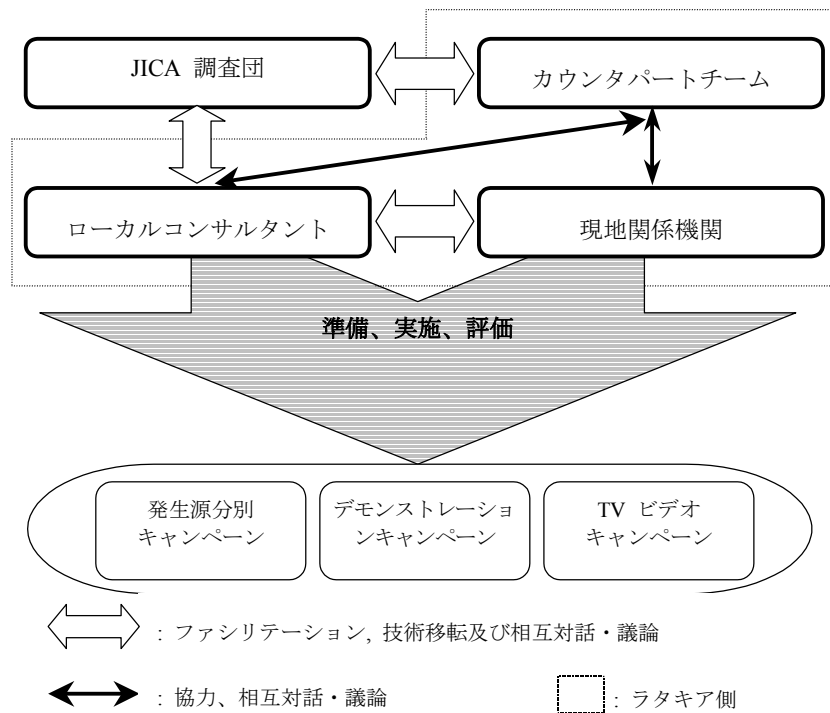 JICA 調査団
カウンタパートチーム
ローカルコンサルタント
現地関係機関
準備、実施、評価
発生源分別
キャンペーン
デモンストレーショ
ンキャンペーン
TV ビデオ
キャンペーン
: ファシリテーション, 技術移転及び相互対話・議論
: 協力、相互対話・議論
: ラタキア側